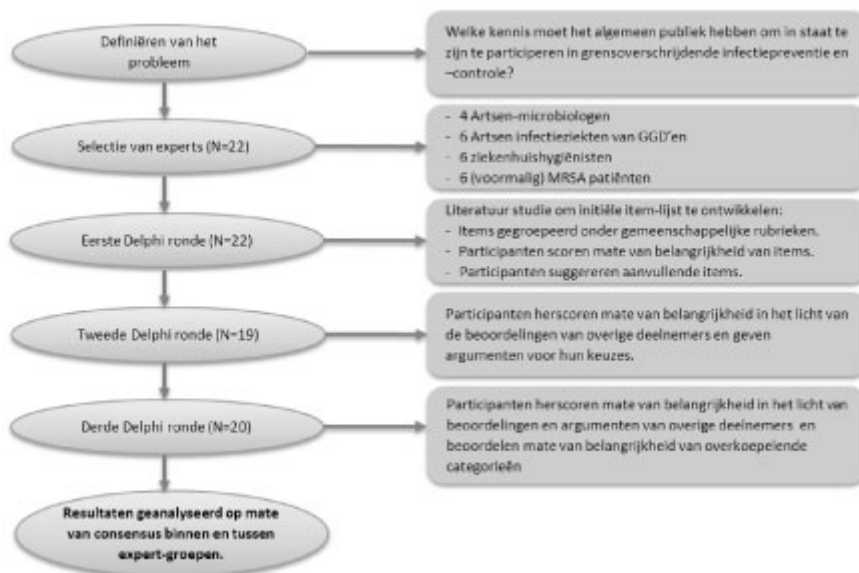 Definiëren van het
probleem
Welke kennis moet het algemeen publiek hebben om in staat te
zijn te participeren in grensoverschrijdende infectiepreventie en
–controle?
Selectie van experts (N=22)
- 4 Artsen-microbiologen
- 6 Artsen infectieziekten van GGD'en
- 6 ziekenhuishygiënisten
- 6 (voormalig) MRSA patiënten
Eerste Delphi ronde (N=22)
Literatuur studie om initiële item-lijst te ontwikkelen:
- Items gegroepeerd onder gemeenschappelijke rubrieken.
- Participanten scoren mate van belangrijkheid van items.
- Participanten suggereren aanvullende items.
Tweede Delphi ronde (N=19)
Participanten herscoren mate van belangrijkheid in het licht van
de beoordelingen van overige deelnemers en geven
argumenten voor hun keuzes.
Derde Delphi ronde (N=20)
Participanten herscoren mate van belangrijkheid in het licht van
beoordelingen en argumenten van overige deelnemers en
beoordelen mate van belangrijkheid van overkoepelende
categorieën
Resultaten geanalyseerd op mate
van consensus binnen en tussen
expert-groepen.